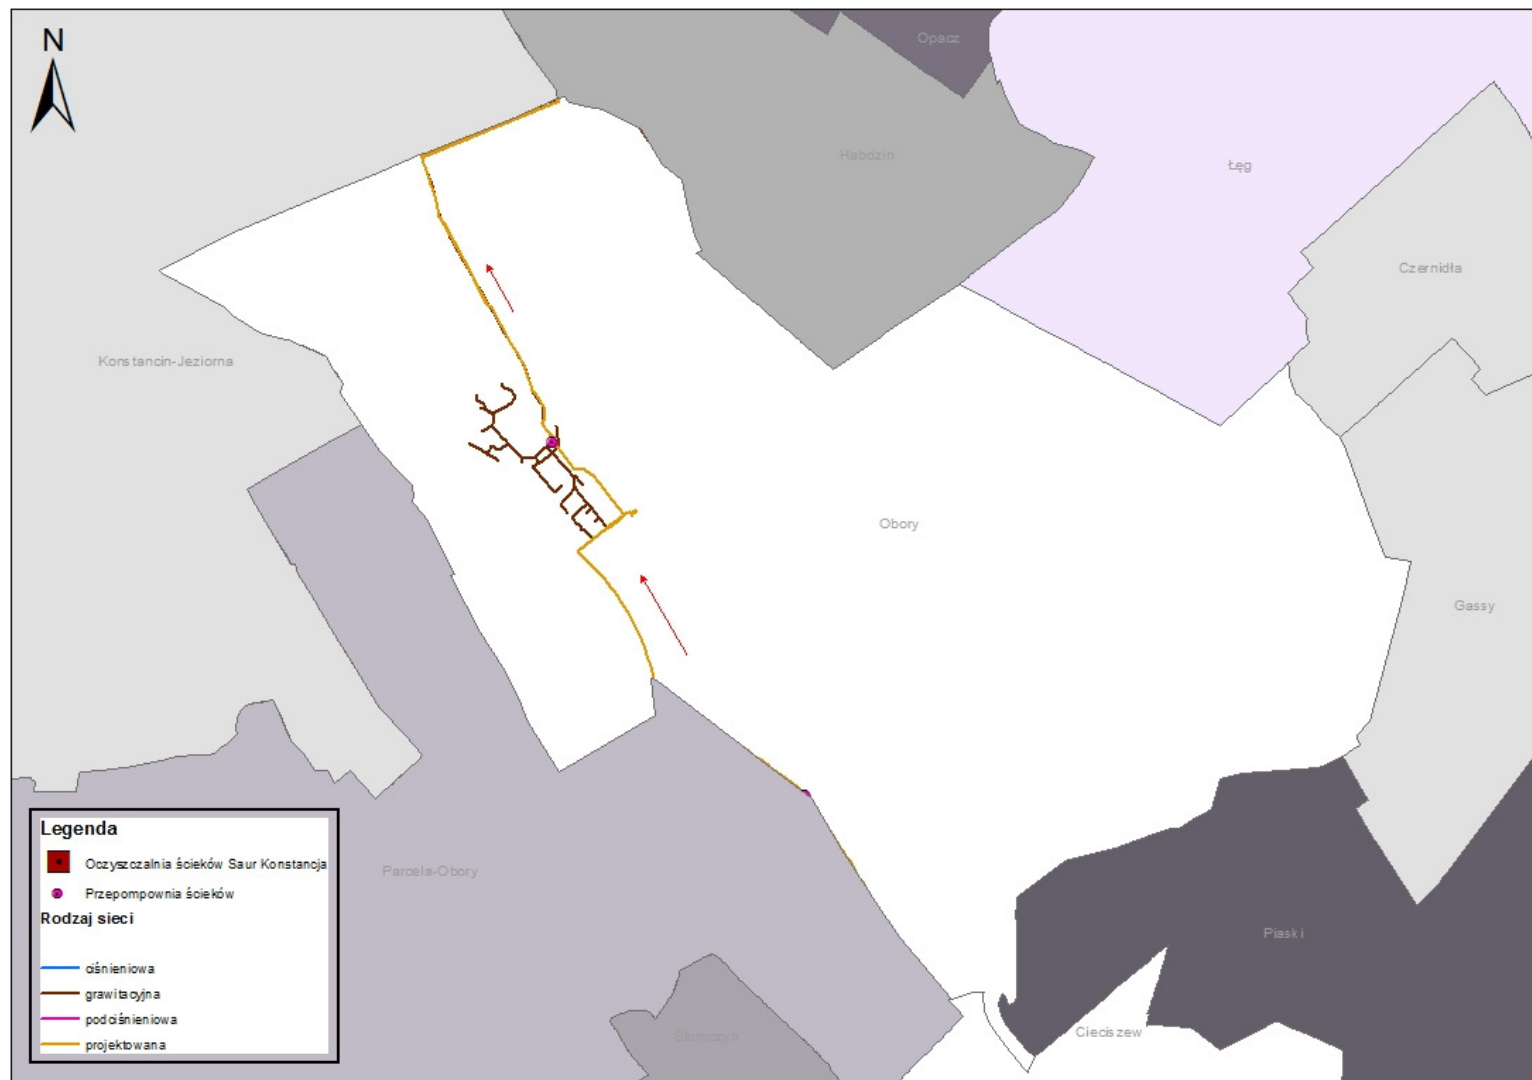 N
Opacz
Habdzin
Łęg
Czernidła
Konstancin-Jeziorna
Obory
Gassy
Parcela-Obory
Piaski
Cieciszew
Słomczyn
Legenda
Oczyszczalnia ścieków Saur Konstancja
Przepompownia ścieków
Rodzaj sieci
ciśnieniowa
grawitacyjna
podciśnieniowa
projektowana